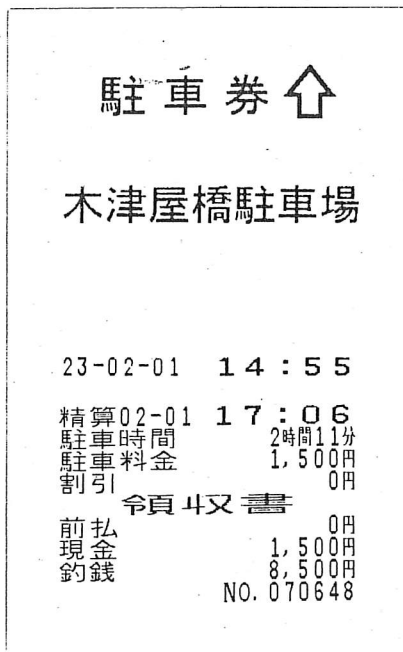 駐車券⇧
木津屋橋駐車場
23-02-01 14:55
精算02-01 17:06
駐車時間 2時間11分
駐車料金 1,500円
割引 0円
領収書
前払 0円
現金 1,500円
釣銭 8,500円
NO.070648